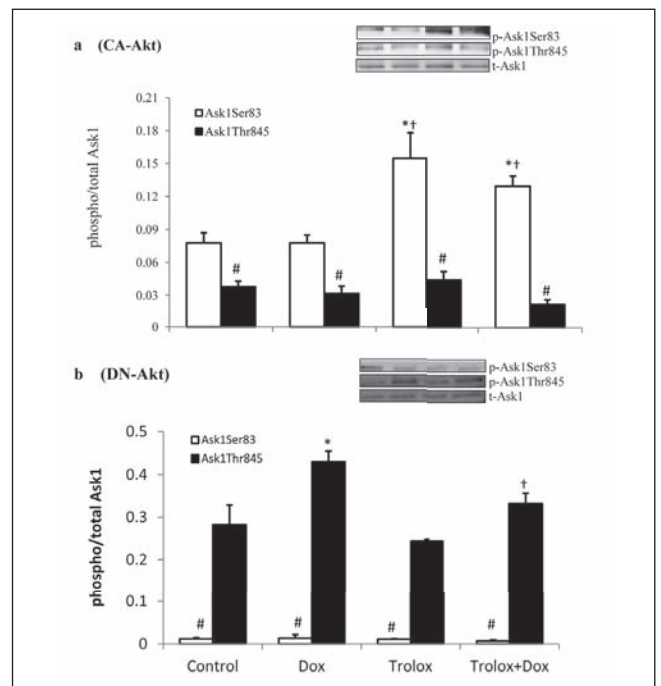 a (CA-Akt)
p-Ask1Ser83
p-Ask1Thr845
t-Ask1
phospho/total Ask1
0.21
0.18
0.15
0.12
0.09
0.06
0.03
0
Ask1Ser83
Ask1Thr845
*†
*†
#
#
#
#
b (DN-Akt)
p-Ask1Ser83
p-Ask1Thr845
t-Ask1
phospho/total Ask1
0.5
0.4
0.3
0.2
0.1
0
Ask1Ser83
Ask1Thr845
*
†
#
#
#
#
Control Dox Trolox Trolox+Dox